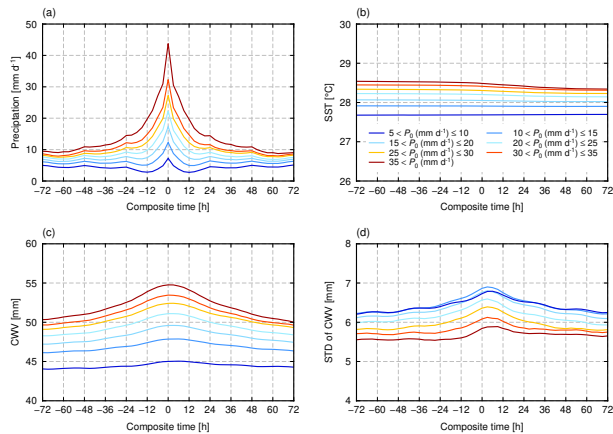 (a)
50
40
30
20
10
0
Precipitation [mm d⁻¹]
−72 −60 −48 −36 −24 −12 0 12 24 36 48 60 72
Composite time [h]
(b)
30
29
28
27
26
SST [°C]
5 < P₀ (mm d⁻¹) ≤ 10
10 < P₀ (mm d⁻¹) ≤ 15
15 < P₀ (mm d⁻¹) ≤ 20
20 < P₀ (mm d⁻¹) ≤ 25
25 < P₀ (mm d⁻¹) ≤ 30
30 < P₀ (mm d⁻¹) ≤ 35
35 < P₀ (mm d⁻¹)
−72 −60 −48 −36 −24 −12 0 12 24 36 48 60 72
Composite time [h]
(c)
60
55
50
45
40
CWV [mm]
−72 −60 −48 −36 −24 −12 0 12 24 36 48 60 72
Composite time [h]
(d)
8
7
6
5
4
STD of CWV [mm]
−72 −60 −48 −36 −24 −12 0 12 24 36 48 60 72
Composite time [h]